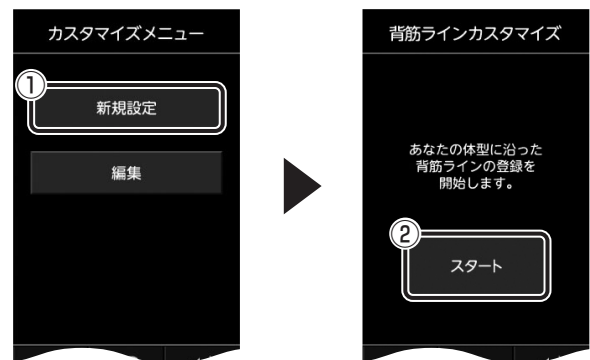 カスタマイズメニュー
①
新規設定
編集
背筋ラインカスタマイズ
あなたの体型に沿った
背筋ラインの登録を
開始します。
②
スタート